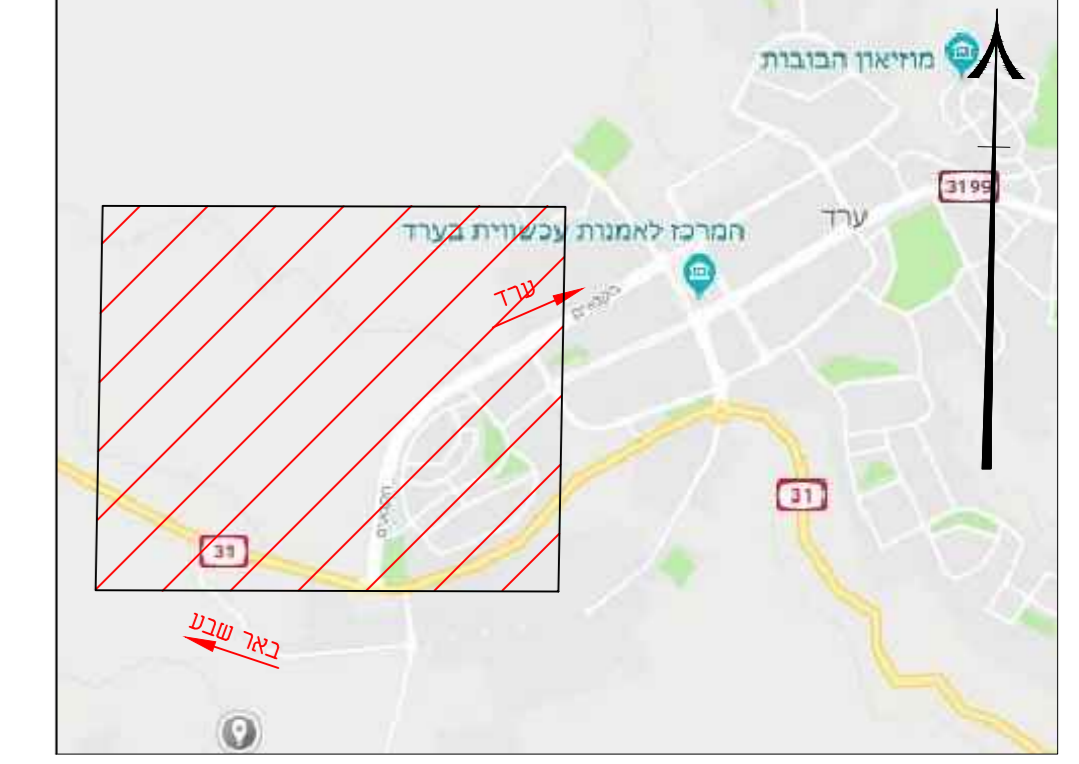 מוזיאון הבובות
3199
ערד
המרכז לאמנות עכשווית בערד
ערד
31
31
באר שבע